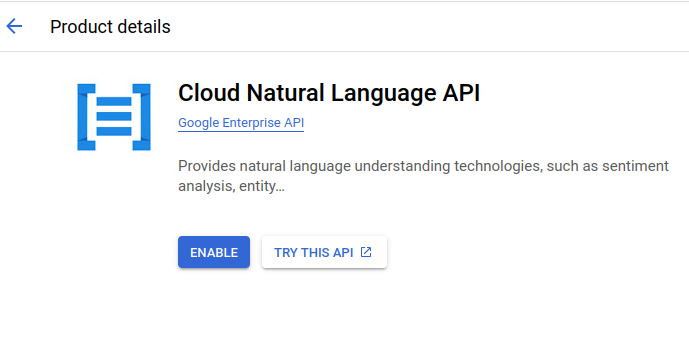 Product details
Cloud Natural Language API
Google Enterprise API
Provides natural language understanding technologies, such as sentiment
analysis, entity…
ENABLE
TRY THIS API